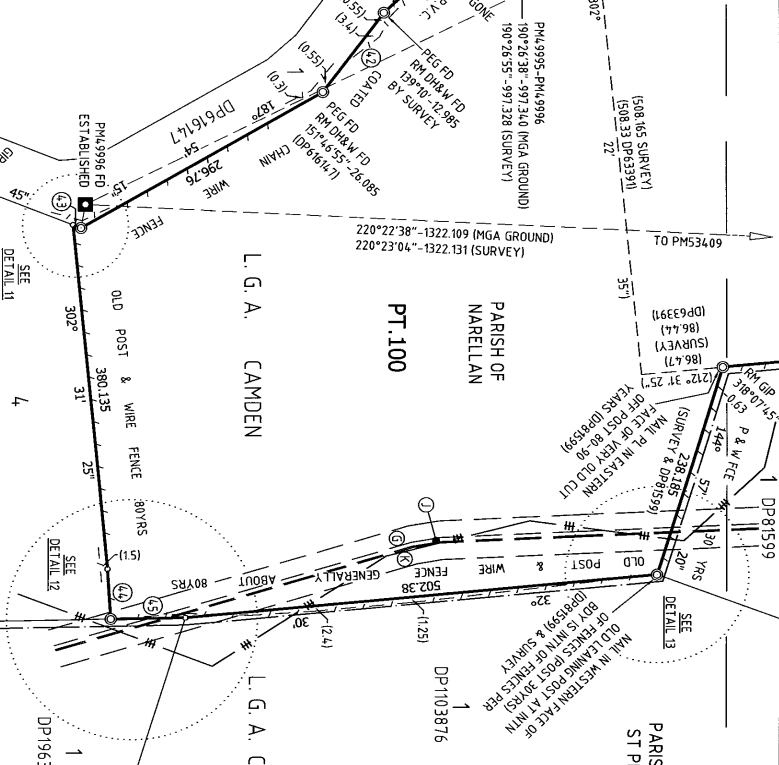 PM49995-PM49996
190°26'38"-997.340 (MGA GROUND)
190°26'55"-997.328 (SURVEY)
302°
(508.165 SURVEY)
(508.33 DP63391)
22'
35")
GONE
P.V.C.
COATED
42
(0.55)
(3.4)
PEG FD
RM DH&W FD
139°10'-12.985
BY SURVEY
(0.55)
(0.3)
7
PEG FD
RM DH&W FD
151°46'55"-26.085
(DP616147)
DP616147
187°
54'
296.76
15"
CHAIN
WIRE
FENCE
PM49996 FD
ESTABLISHED
43
45"
SEE
DETAIL 11
220°22'38"-1322.109 (MGA GROUND)
220°23'04"-1322.131 (SURVEY)
TO PM53409
PARISH OF
NARELLAN
PT.100
L. G. A. CAMDEN
(86.47)
(SURVEY)
(86.44)
(DP63391)
(212° 31' 25")
RM GIP
318°07'45"
0.63
NAIL PL IN EASTERN
FACE OF VERY OLD CUT
OFF POST 80-90
YEARS (DP81599)
P & W FCE
144°
57'
20"
238.185
(SURVEY & DP81599)
30
YRS
1
DP81599
302°
31'
25"
380.135
OLD POST & WIRE FENCE 80YRS
4
(1.5)
44
45
SEE
DETAIL 12
J
G
K
OLD POST & WIRE FENCE GENERALLY ABOUT 80YRS
32°
30'
502.38
(1.25)
(2.4)
SEE
DETAIL 13
NAIL IN WESTERN FACE OF
OLD LEANING POST AT INTN
OF FENCES (POST 30YRS)
BDY IS INTN OF FENCES PER
(DP81599) & SURVEY
1
DP1103876
L. G. A. C
1
DP1963
PARIS
ST P